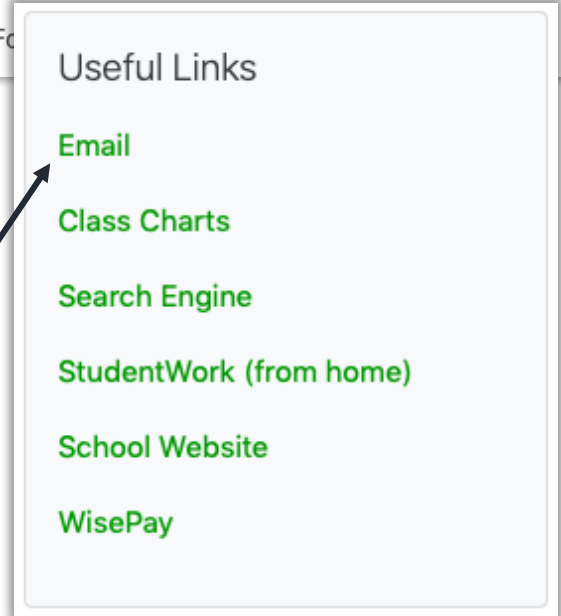 Useful Links
Email
Class Charts
Search Engine
StudentWork (from home)
School Website
WisePay